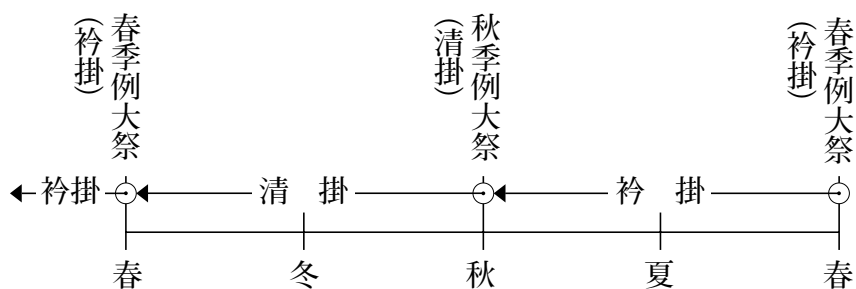 春季例大祭
（衿掛）
秋季例大祭
（清掛）
春季例大祭
（衿掛）
衿　掛
清　掛
衿掛
春
夏
秋
冬
春